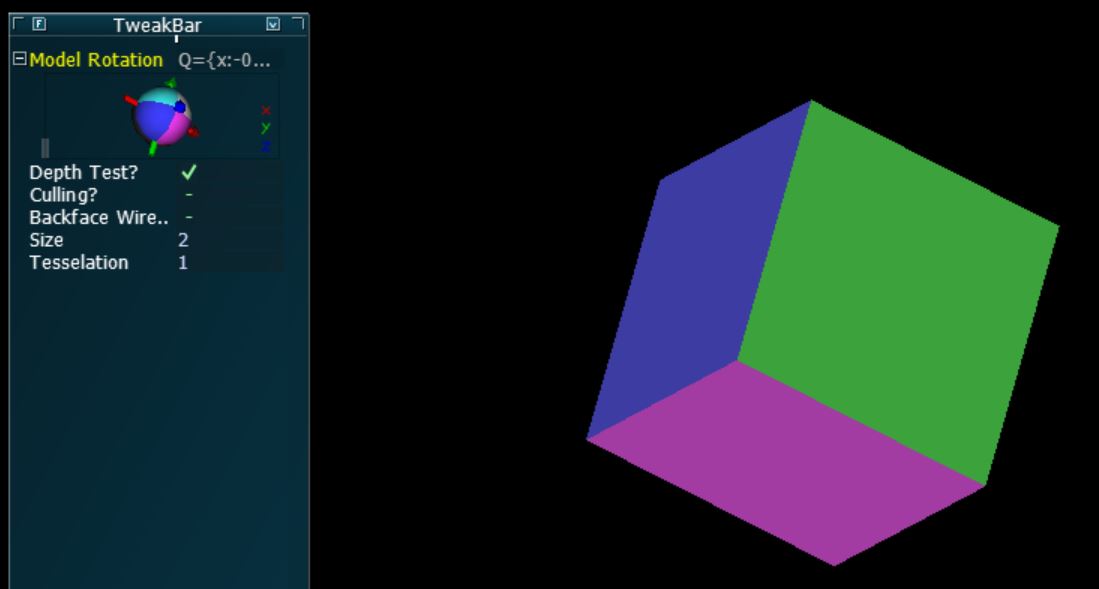 F TweakBar V
Model Rotation Q={x:-0...
X
Y
Z
Depth Test? ✓
Culling? -
Backface Wire.. -
Size 2
Tesselation 1